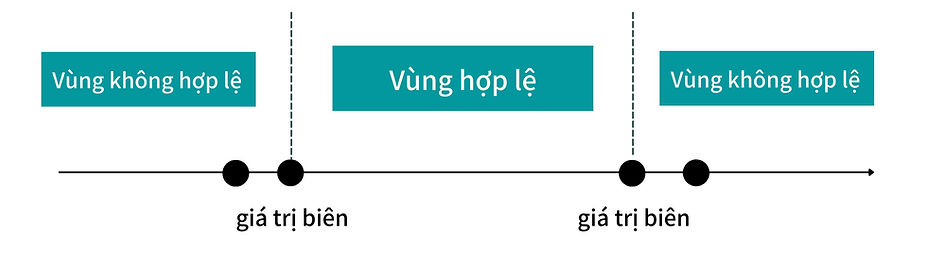 Vùng không hợp lệ
Vùng hợp lệ
Vùng không hợp lệ
giá trị biên
giá trị biên